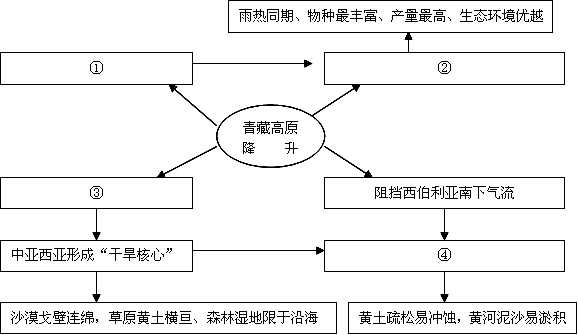 雨热同期、物种最丰富、产量最高、生态环境优越
①
②
青藏高原
隆 升
③
阻挡西伯利亚南下气流
中亚西亚形成“干旱核心”
④
沙漠戈壁连绵，草原黄土横亘、森林湿地限于沿海
黄土疏松易冲蚀，黄河泥沙易淤积